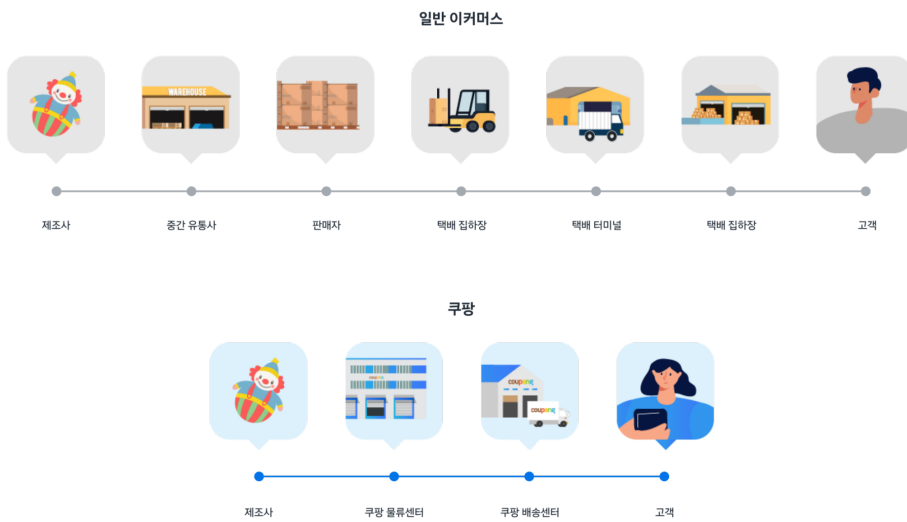 일반 이커머스
WAREHOUSE
제조사
중간 유통사
판매자
택배 집하장
택배 터미널
택배 집하장
고객
쿠팡
coupang
coupang
coupang
제조사
쿠팡 물류센터
쿠팡 배송센터
고객